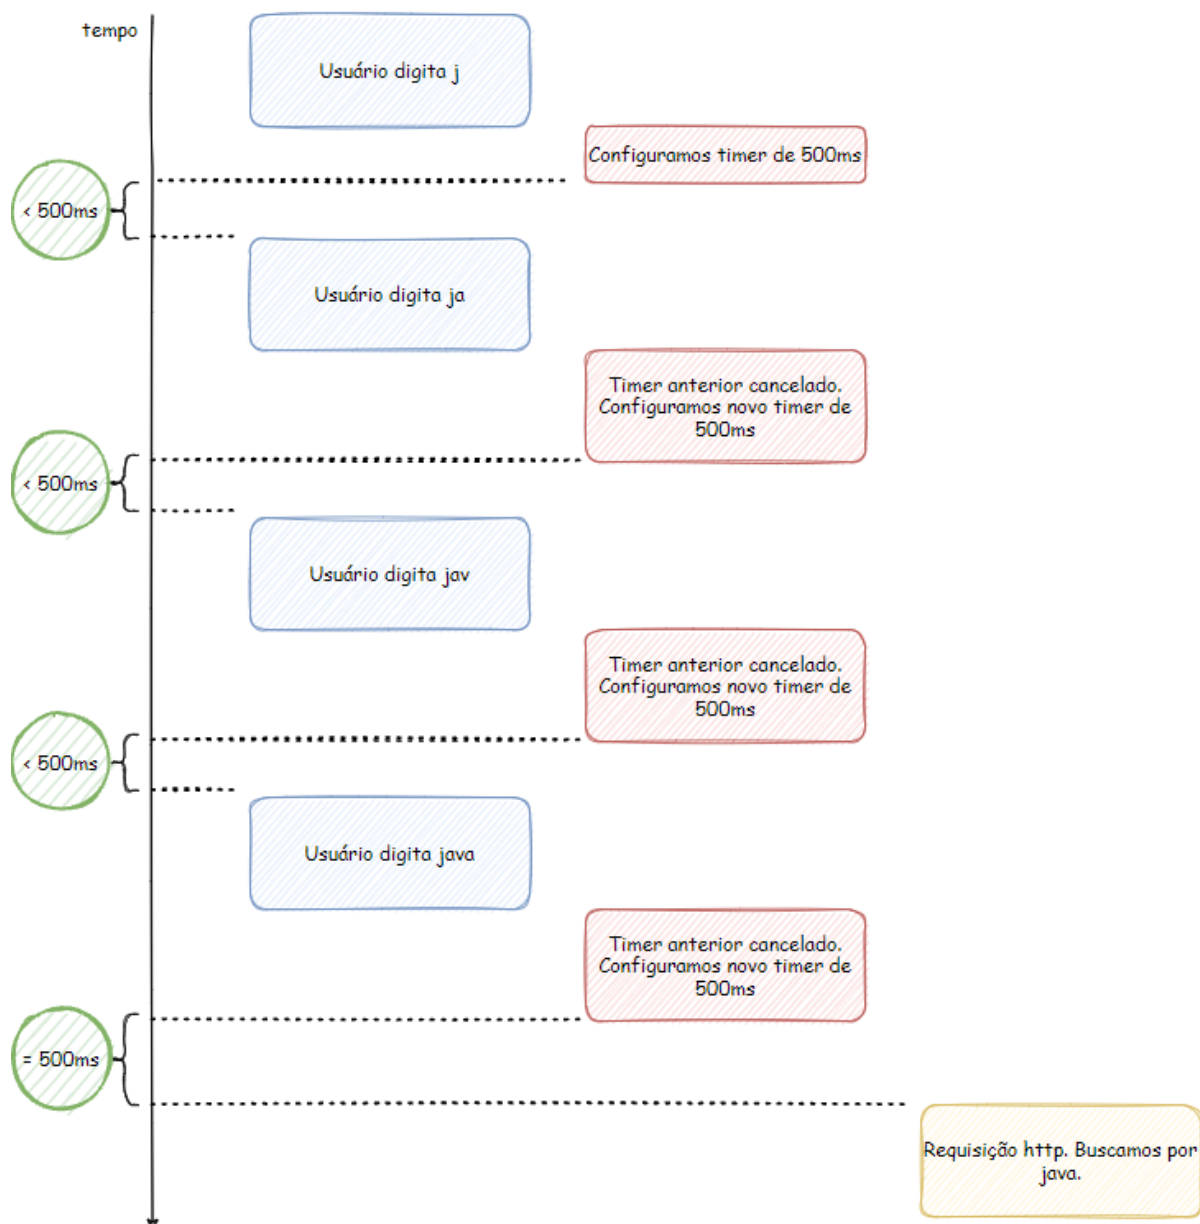 tempo
Usuário digita j
Configuramos timer de 500ms
< 500ms
Usuário digita ja
Timer anterior cancelado.
Configuramos novo timer de
500ms
< 500ms
Usuário digita jav
Timer anterior cancelado.
Configuramos novo timer de
500ms
< 500ms
Usuário digita java
Timer anterior cancelado.
Configuramos novo timer de
500ms
= 500ms
Requisição http. Buscamos por
java.